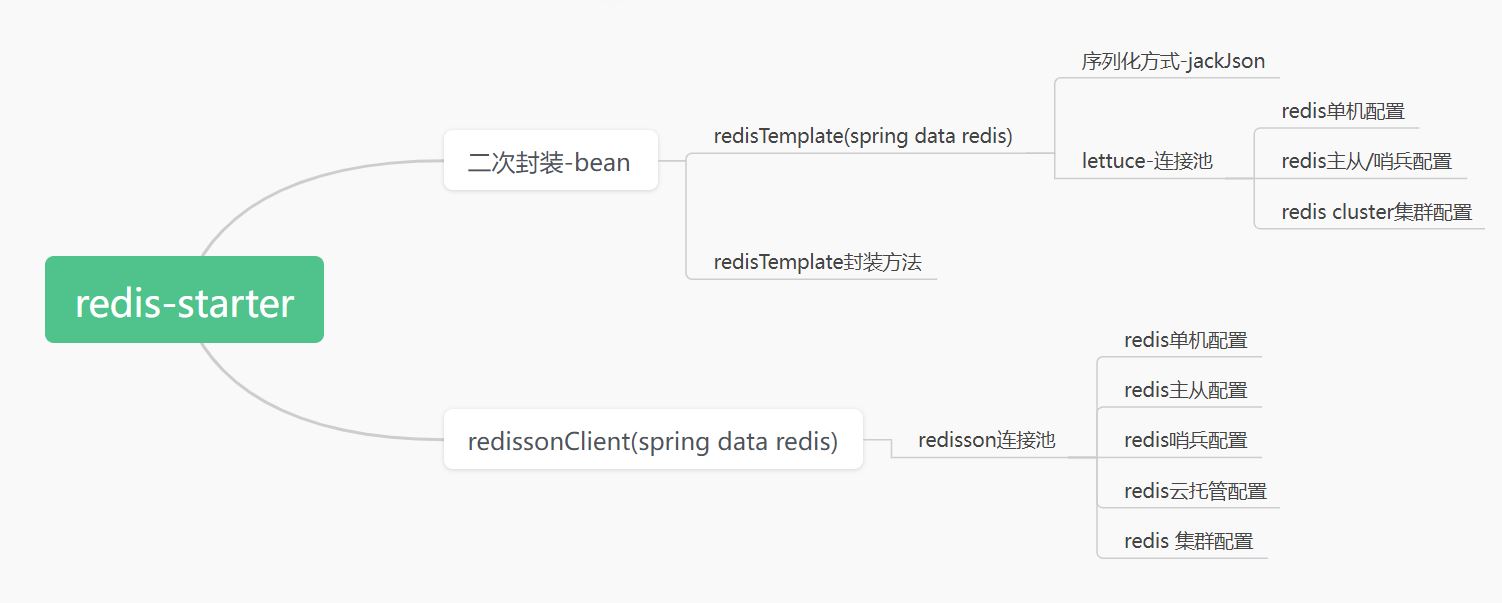 redis-starter
二次封装-bean
redisTemplate(spring data redis)
序列化方式-jackJson
lettuce-连接池
redis单机配置
redis主从/哨兵配置
redis cluster集群配置
redisTemplate封装方法
redissonClient(spring data redis)
redisson连接池
redis单机配置
redis主从配置
redis哨兵配置
redis云托管配置
redis 集群配置